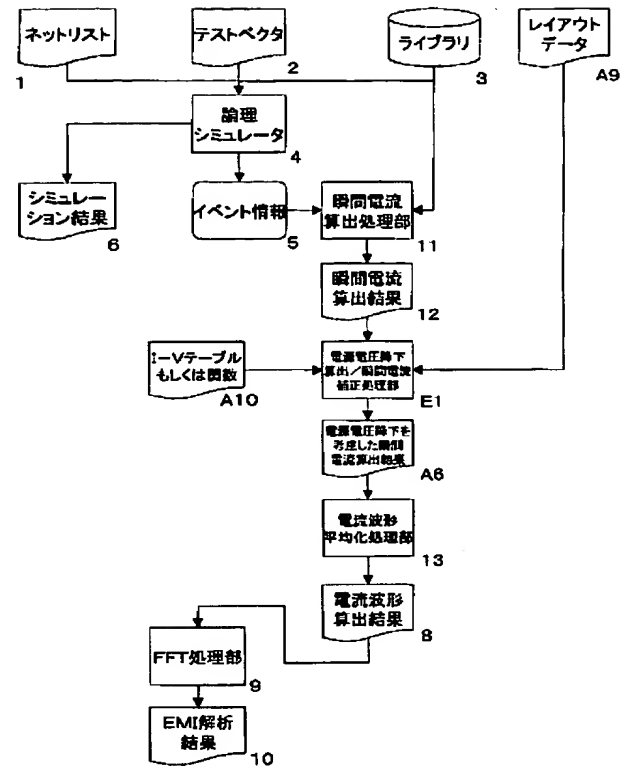 ネットリスト
1
テストベクタ
2
ライブラリ
3
レイアウト
データ
A9
論理
シミュレータ
4
シミュレー
ション結果
6
イベント情報
5
瞬間電流
算出処理部
11
瞬間電流
算出結果
12
I－Vテーブル
もしくは関数
A10
電源電圧降下
算出／瞬間電流
補正処理部
E1
電源電圧降下を
考慮した瞬間
電流算出結果
A6
電流波形
平均化処理部
13
電流波形
算出結果
8
FFT処理部
9
EMI解析
結果
10